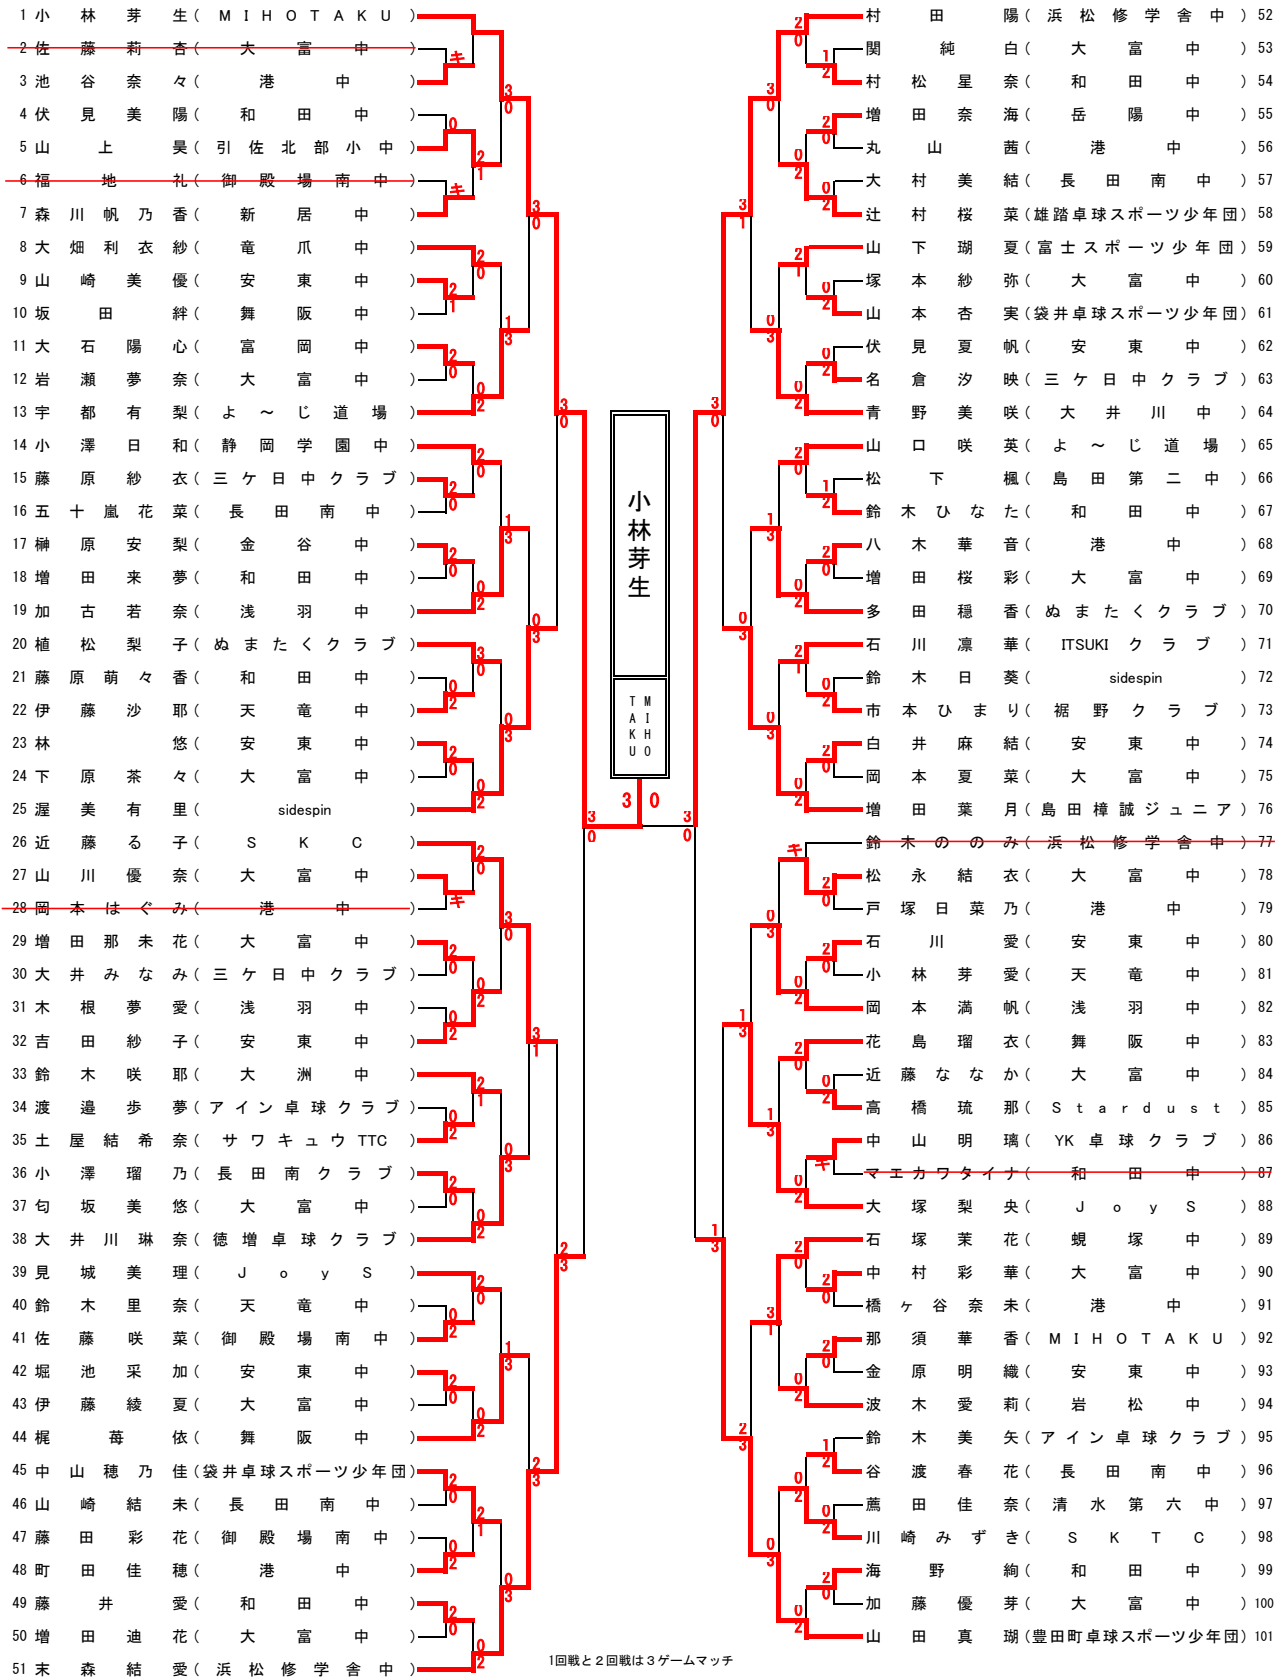 1 小林芽生 (MIHOTAKU)
2 佐藤莉杏 (大富中)
3 池谷奈々 (港中)
4 伏見美陽 (和田中)
5 山上昊 (引佐北部小中)
6 福地礼 (御殿場南中)
7 森川帆乃香 (新居中)
8 大畑利衣紗 (竜爪中)
9 山崎美優 (安東中)
10 坂田絆 (舞阪中)
11 大石陽心 (富岡中)
12 岩瀬夢奈 (大富中)
13 宇都有梨 (よ~じ道場)
14 小澤日和 (静岡学園中)
15 藤原紗衣 (三ケ日中クラブ)
16 五十嵐花菜 (長田南中)
17 榊原安梨 (金谷中)
18 増田来夢 (和田中)
19 加古若奈 (浅羽中)
20 植松梨子 (ぬまたくクラブ)
21 藤原萌々香 (和田中)
22 伊藤沙耶 (天竜中)
23 林悠 (安東中)
24 下原茶々 (大富中)
25 渥美有里 (sidespin)
26 近藤る子 (SKC)
27 山川優奈 (大富中)
28 岡本はぐみ (港中)
29 増田那未花 (大富中)
30 大井みなみ (三ケ日中クラブ)
31 木根夢愛 (浅羽中)
32 吉田紗子 (安東中)
33 鈴木咲耶 (大洲中)
34 渡邉歩夢 (アイン卓球クラブ)
35 土屋結希奈 (サワキュウTTC)
36 小澤瑠乃 (長田南クラブ)
37 匂坂美悠 (大富中)
38 大井川琳奈 (徳増卓球クラブ)
39 見城美理 (JoyS)
40 鈴木里奈 (天竜中)
41 佐藤咲菜 (御殿場南中)
42 堀池采加 (安東中)
43 伊藤綾夏 (大富中)
44 梶苺依 (舞阪中)
45 中山穂乃佳 (袋井卓球スポーツ少年団)
46 山崎結未 (長田南中)
47 藤田彩花 (御殿場南中)
48 町田佳穂 (港中)
49 藤井愛 (和田中)
50 増田迪花 (大富中)
51 末森結愛 (浜松修学舎中)
小林芽生
MIHO
TAKU
3 0
村田陽 (浜松修学舎中) 52
関純白 (大富中) 53
村松星奈 (和田中) 54
増田奈海 (岳陽中) 55
丸山茜 (港中) 56
大村美結 (長田南中) 57
辻村桜菜 (雄踏卓球スポーツ少年団) 58
山下瑚夏 (富士スポーツ少年団) 59
塚本紗弥 (大富中) 60
山本杏実 (袋井卓球スポーツ少年団) 61
伏見夏帆 (安東中) 62
名倉汐映 (三ケ日中クラブ) 63
青野美咲 (大井川中) 64
山口咲英 (よ~じ道場) 65
松下楓 (島田第二中) 66
鈴木ひなた (和田中) 67
八木華音 (港中) 68
増田桜彩 (大富中) 69
多田穏香 (ぬまたくクラブ) 70
石川凛華 (ITSUKIクラブ) 71
鈴木日葵 (sidespin) 72
市本ひまり (裾野クラブ) 73
白井麻結 (安東中) 74
岡本夏菜 (大富中) 75
増田葉月 (島田樟誠ジュニア) 76
鈴木ののみ (浜松修学舎中) 77
松永結衣 (大富中) 78
戸塚日菜乃 (港中) 79
石川愛 (安東中) 80
小林芽愛 (天竜中) 81
岡本満帆 (浅羽中) 82
花島瑠衣 (舞阪中) 83
近藤ななか (大富中) 84
高橋琉那 (Stardust) 85
中山明璃 (YK卓球クラブ) 86
マエカワタイナ (和田中) 87
大塚梨央 (JoyS) 88
石塚茉花 (蜆塚中) 89
中村彩華 (大富中) 90
橋ヶ谷奈未 (港中) 91
那須華香 (MIHOTAKU) 92
金原明織 (安東中) 93
波木愛莉 (岩松中) 94
鈴木美矢 (アイン卓球クラブ) 95
谷渡春花 (長田南中) 96
薦田佳奈 (清水第六中) 97
川崎みずき (SKTC) 98
海野絢 (和田中) 99
加藤優芽 (大富中) 100
山田真瑚 (豊田町卓球スポーツ少年団) 101
1回戦と2回戦は3ゲームマッチ